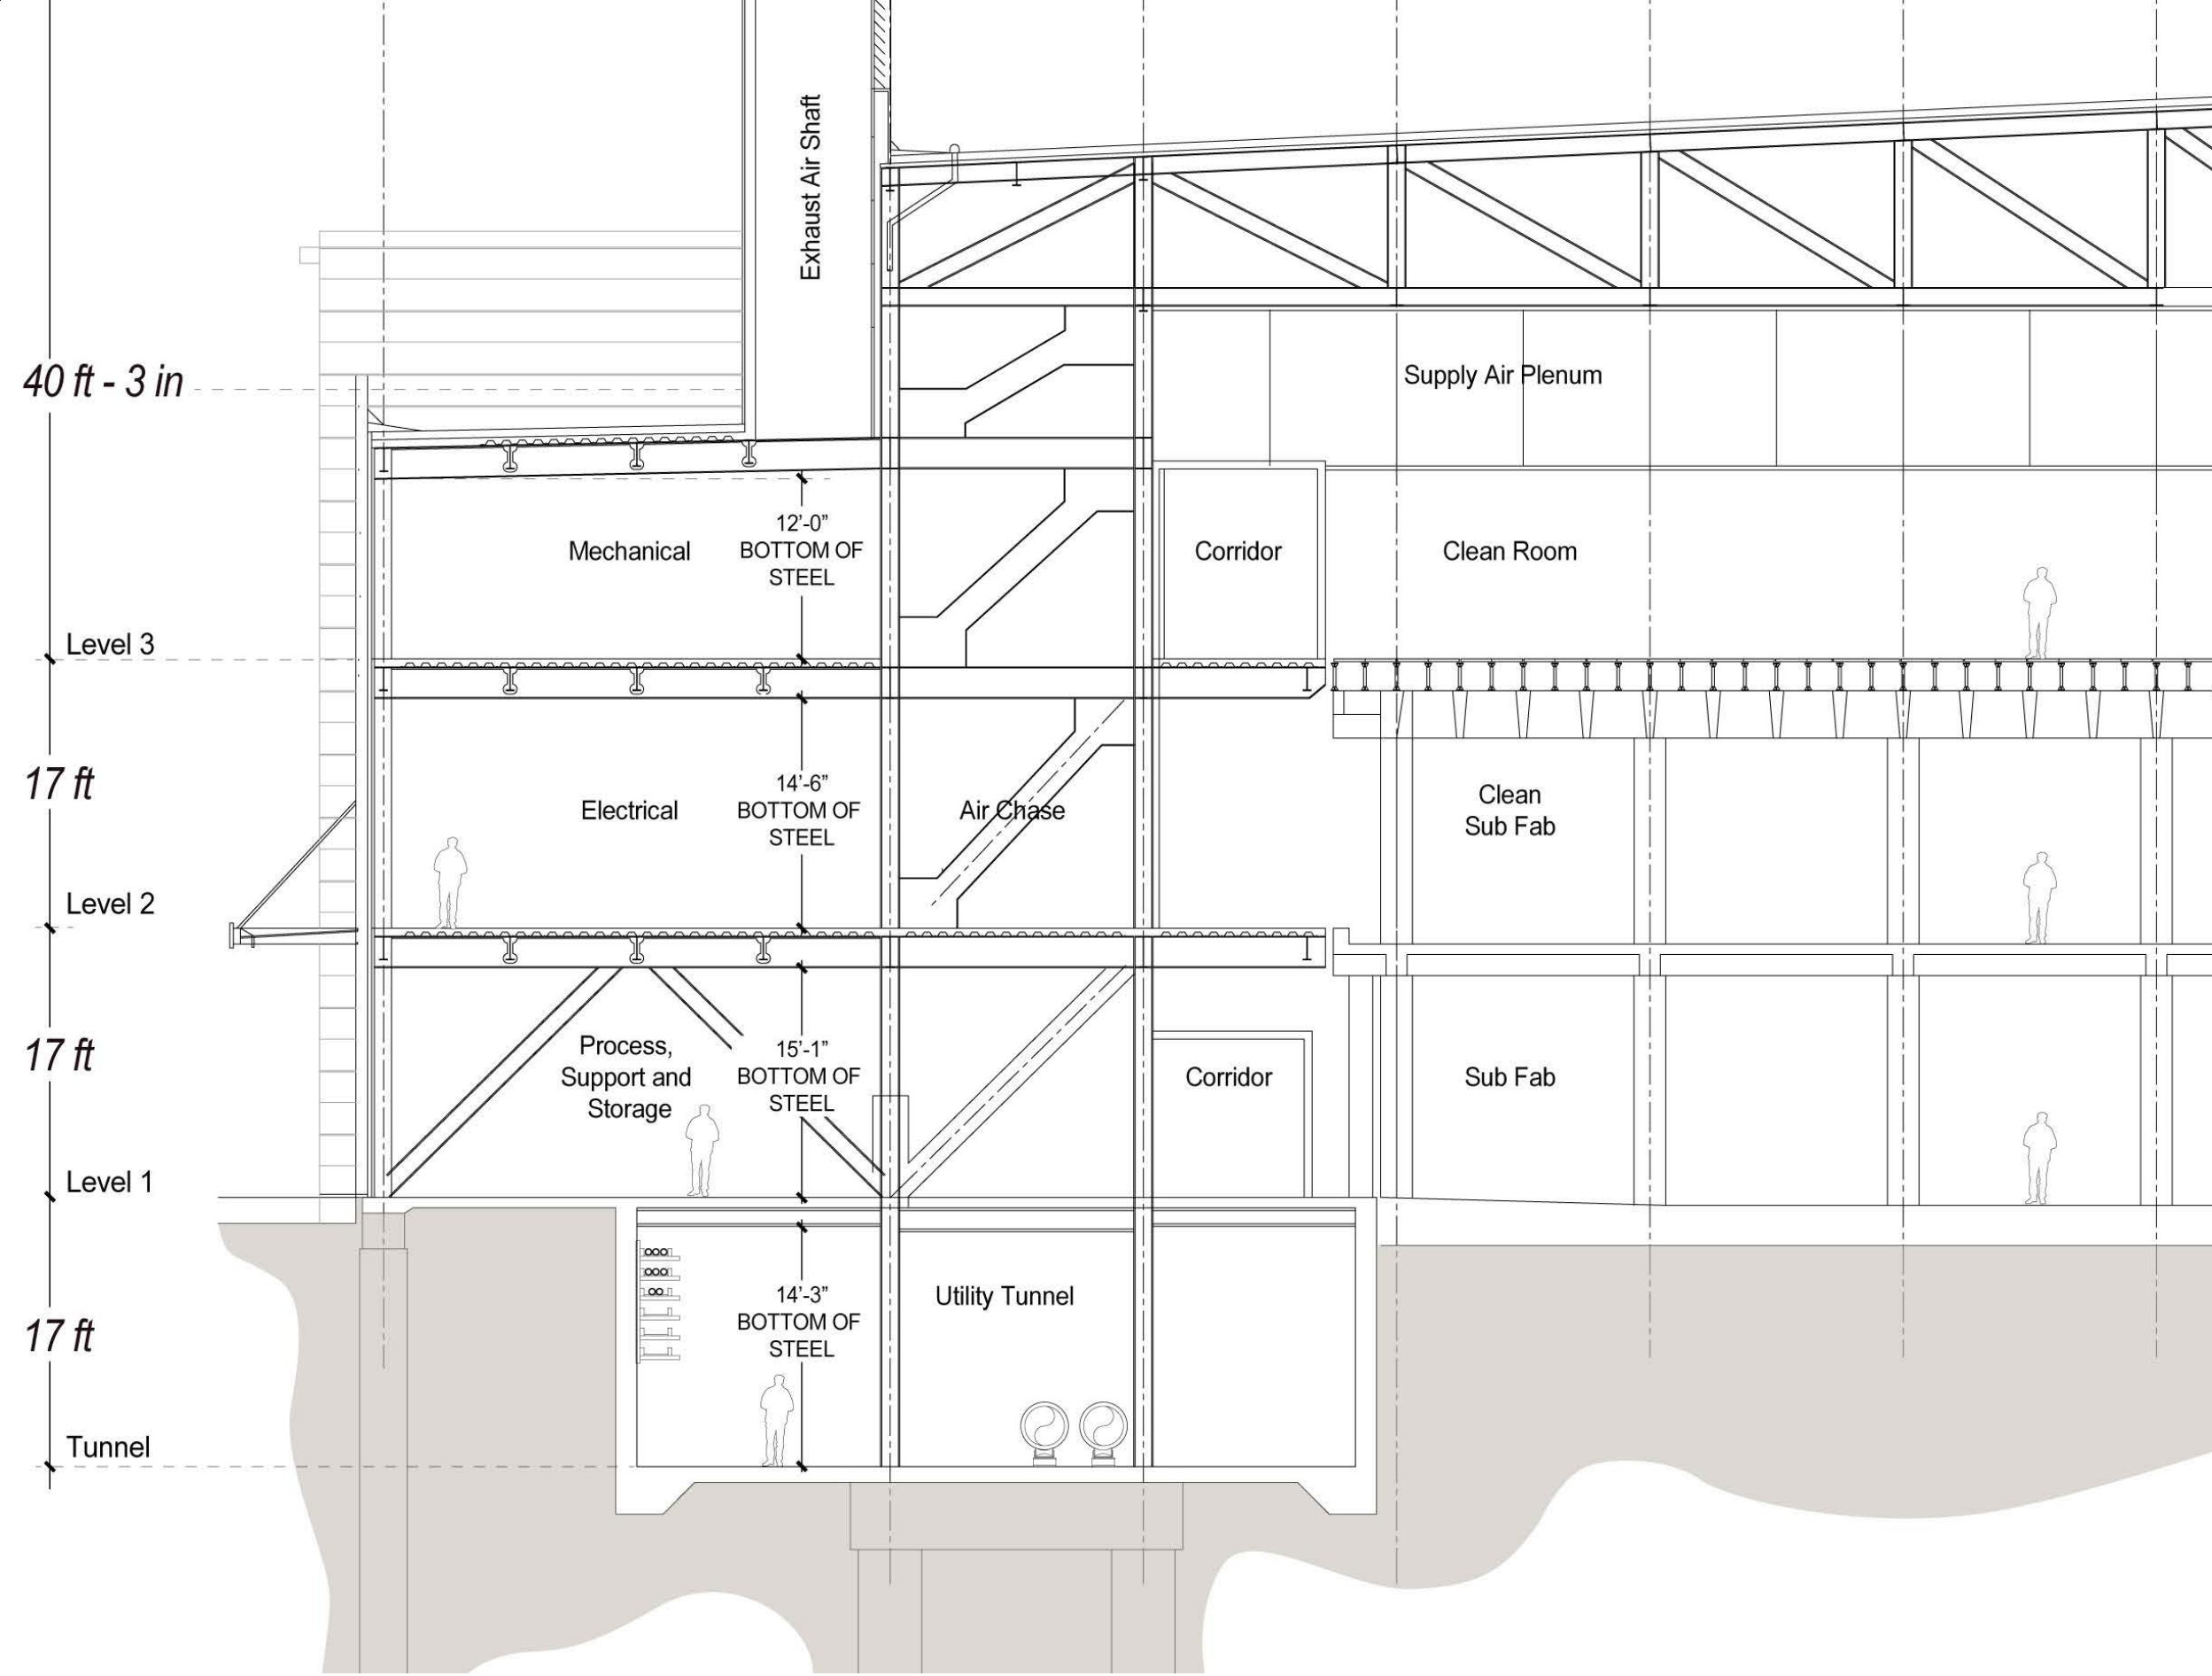 Exhaust Air Shaft
40 ft - 3 in
Supply Air Plenum
Mechanical
12'-0”
BOTTOM OF
STEEL
Corridor
Clean Room
Level 3
17 ft
Electrical
14'-6”
BOTTOM OF
STEEL
Air Chase
Clean
Sub Fab
Level 2
17 ft
Process,
Support and
Storage
15'-1”
BOTTOM OF
STEEL
Corridor
Sub Fab
Level 1
17 ft
14'-3”
BOTTOM OF
STEEL
Utility Tunnel
Tunnel